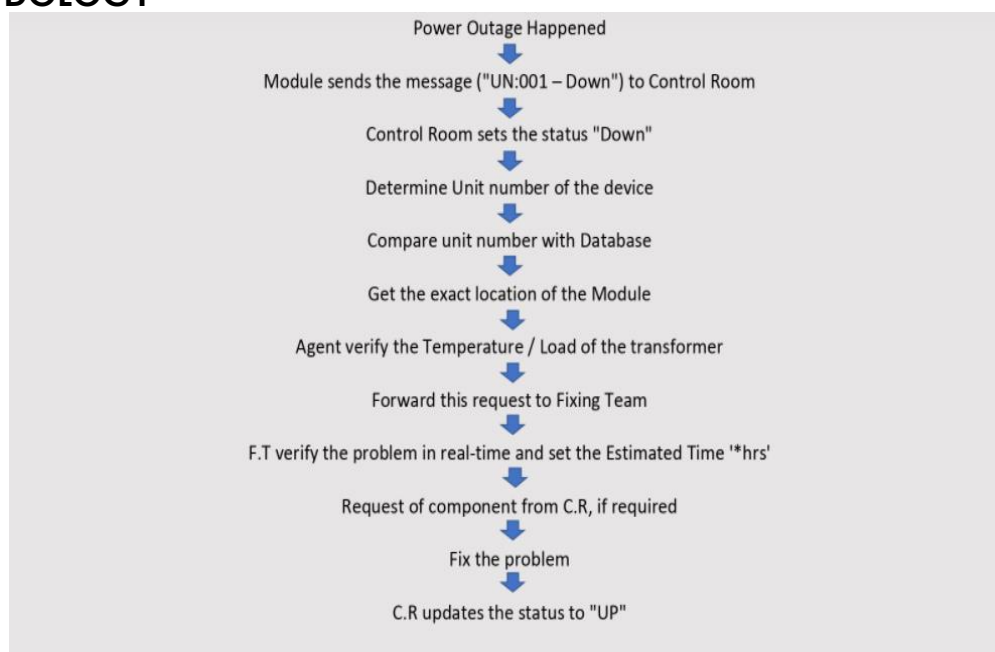 Power Outage Happened
Module sends the message ("UN:001 – Down") to Control Room
Control Room sets the status "Down"
Determine Unit number of the device
Compare unit number with Database
Get the exact location of the Module
Agent verify the Temperature / Load of the transformer
Forward this request to Fixing Team
F.T verify the problem in real-time and set the Estimated Time '*hrs'
Request of component from C.R, if required
Fix the problem
C.R updates the status to "UP"